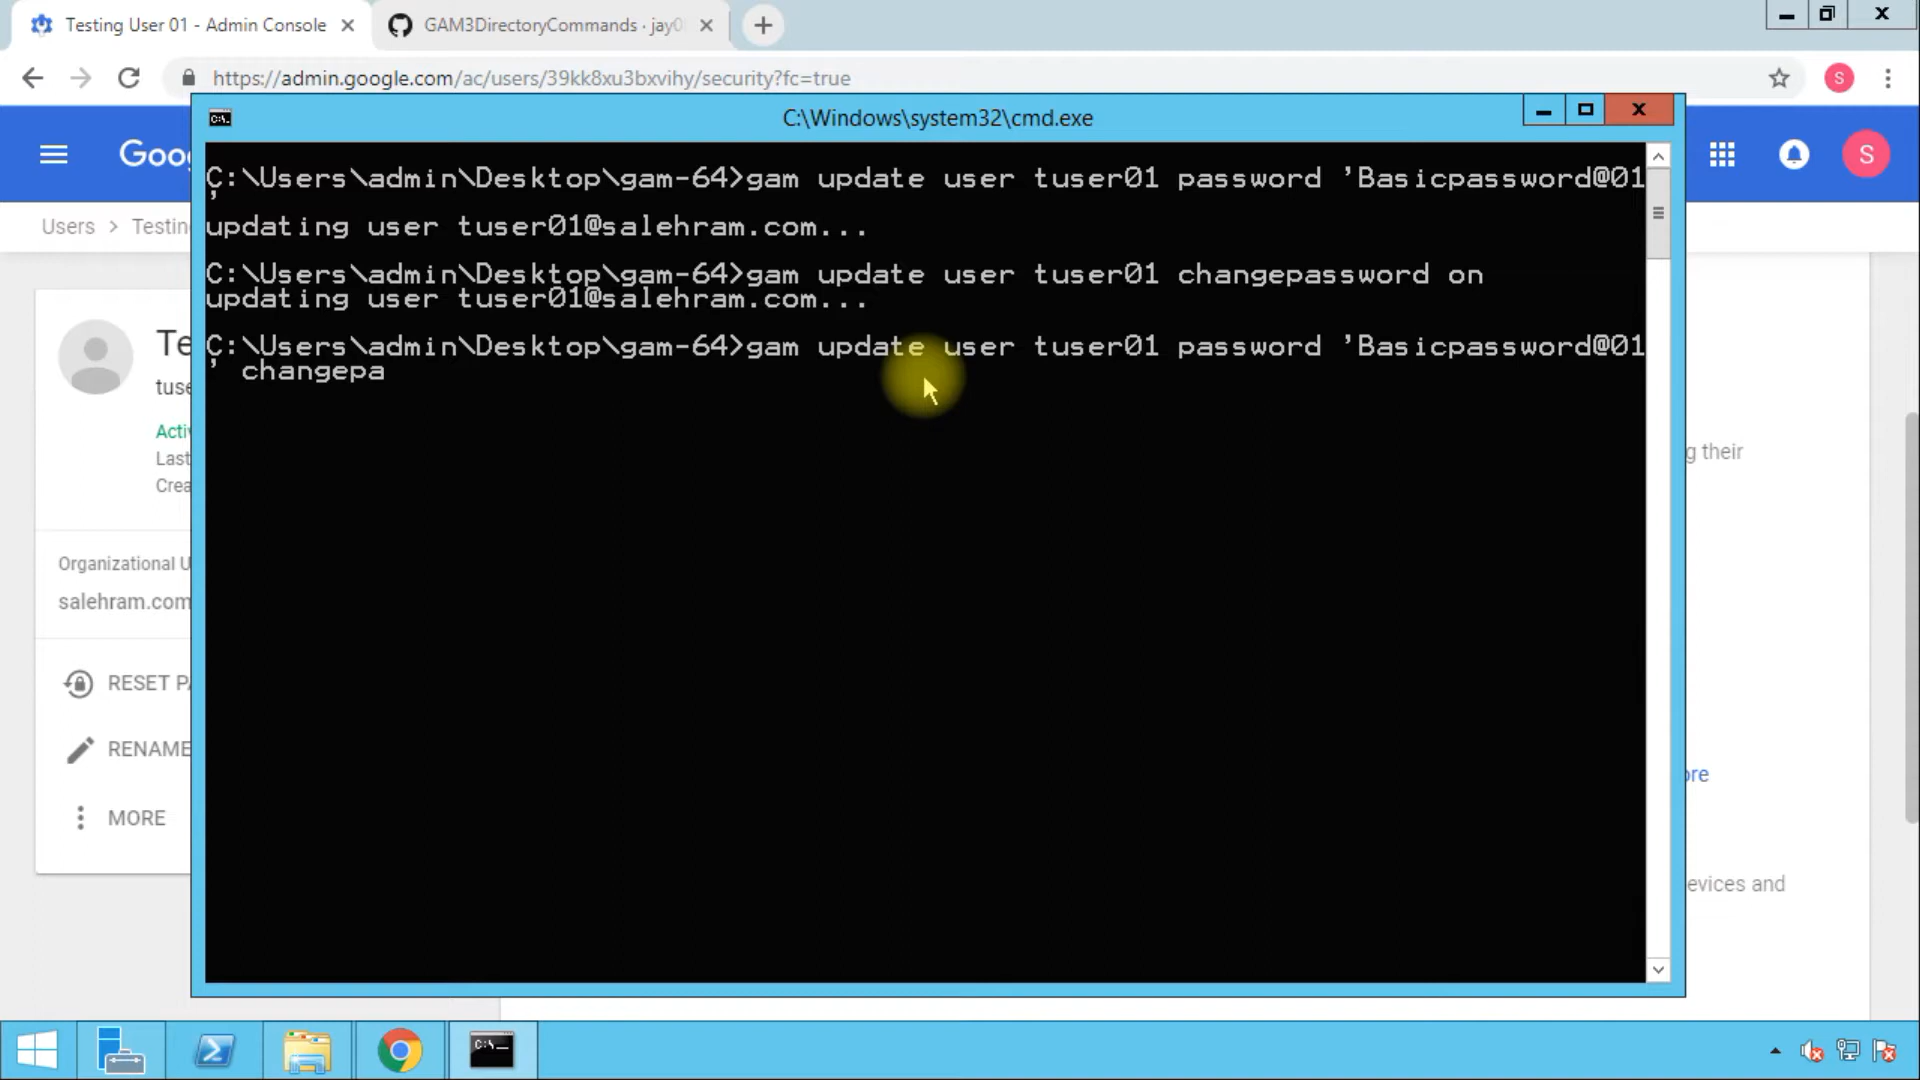 Testing User 01 - Admin Console
GAM3DirectoryCommands · jay0
https://admin.google.com/ac/users/39kk8xu3bxvihy/security?fc=true
S
C:\Windows\system32\cmd.exe
Goo
S
Users > Testin
C:\Users\admin\Desktop\gam-64>gam update user tuser01 password 'Basicpassword@01
'
updating user tuser01@salehram.com...
C:\Users\admin\Desktop\gam-64>gam update user tuser01 changepassword on
updating user tuser01@salehram.com...
C:\Users\admin\Desktop\gam-64>gam update user tuser01 password 'Basicpassword@01
' changepa
Te
tuse
Activ
Last
Crea
g their
Organizational U
salehram.com
RESET PA
RENAME
ore
MORE
evices and